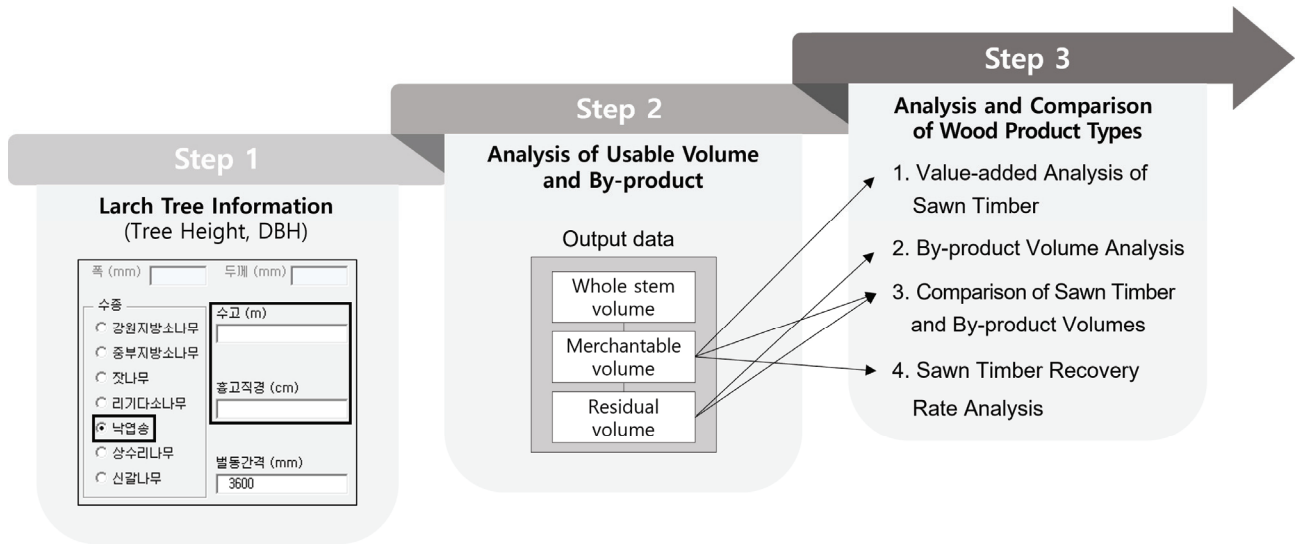 Step 1
Larch Tree Information
(Tree Height, DBH)
폭 (mm)
두께 (mm)
수종
강원지방소나무
중부지방소나무
잣나무
리기다소나무
낙엽송
상수리나무
신갈나무
수고 (m)
흉고직경 (cm)
벌동간격 (mm)
3600
Step 2
Analysis of Usable Volume
and By-product
Output data
Whole stem
volume
Merchantable
volume
Residual
volume
Step 3
Analysis and Comparison
of Wood Product Types
1. Value-added Analysis of
Sawn Timber
2. By-product Volume Analysis
3. Comparison of Sawn Timber
and By-product Volumes
4. Sawn Timber Recovery
Rate Analysis